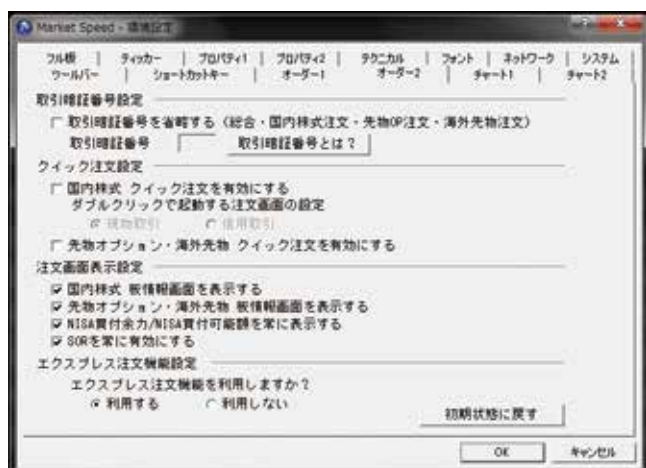 Market Speed - 環境設定
フル板 | ティッカー | プロパティ1 | プロパティ2 | テクニカル | フォント | ネットワーク | システム
ツールバー | ショートカットキー | オーダー1 | オーダー2 | チャート1 | チャート2
取引暗証番号設定
取引暗証番号を省略する（総合・国内株式注文・先物OP注文・海外先物注文）
取引暗証番号 取引暗証番号とは？
クイック注文設定
国内株式 クイック注文を有効にする
ダブルクリックで起動する注文画面の設定
現物取引 信用取引
先物オプション・海外先物 クイック注文を有効にする
注文画面表示設定
国内株式 板情報画面を表示する
先物オプション・海外先物 板情報画面を表示する
NISA買付余力/NISA買付可能額を常に表示する
SORを常に有効にする
エクスプレス注文機能設定
エクスプレス注文機能を利用しますか？
利用する 利用しない
初期状態に戻す
OK キャンセル